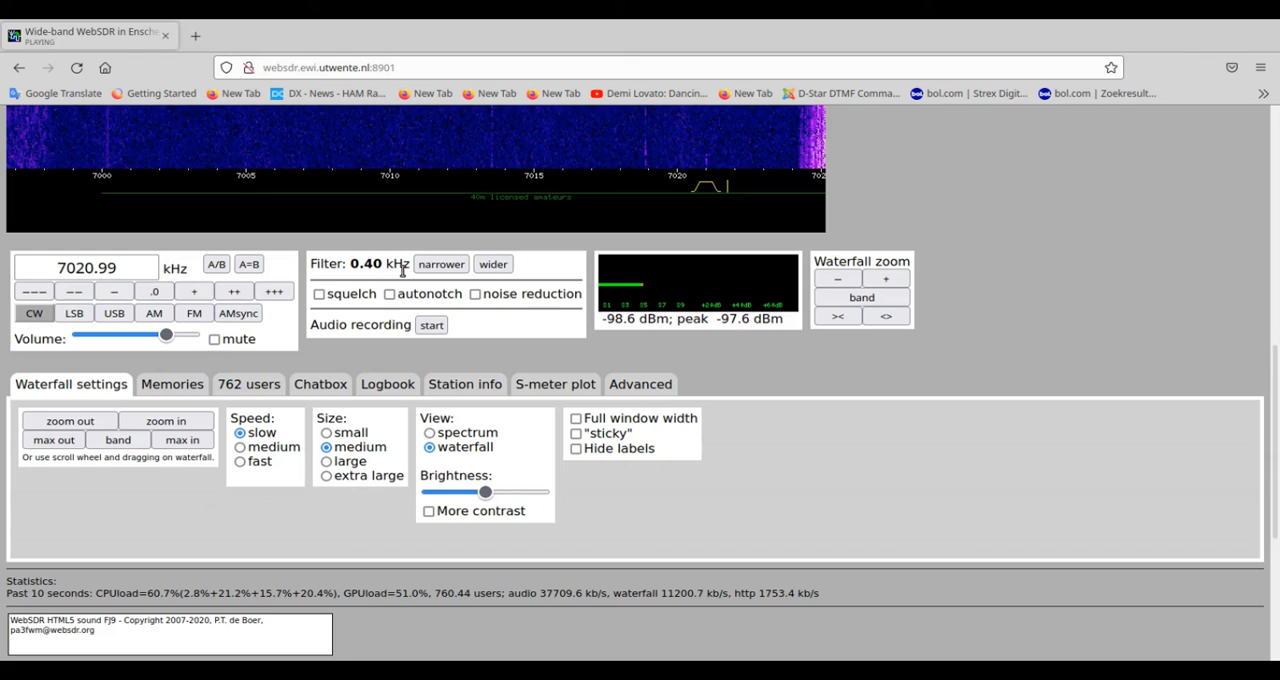 Wide-band WebSDR in Ensche
PLAYING
websdr.ewi.utwente.nl:8901
Google Translate Getting Started New Tab DX - News - HAM Ra... New Tab New Tab New Tab Demi Lovato: Dancin... New Tab D-Star DTMF Comma... bol.com | Strex Digit... bol.com | Zoekresult...
7000 7005 7010 7015 7020 702
40m licensed amateurs
7020.99 kHz A/B A=B
--- -- - .0 + ++ +++
CW LSB USB AM FM AMsync
Volume: mute
Filter: 0.40 kHz narrower wider
squelch autonotch noise reduction
Audio recording start
S1 S3 S5 S7 S9 +20dB +40dB +60dB
-98.6 dBm; peak -97.6 dBm
Waterfall zoom
- +
band
>< <>
Waterfall settings Memories 762 users Chatbox Logbook Station info S-meter plot Advanced
zoom out zoom in
max out band max in
Or use scroll wheel and dragging on waterfall.
Speed:
slow
medium
fast
Size:
small
medium
large
extra large
View:
spectrum
waterfall
Brightness:
More contrast
Full window width
"sticky"
Hide labels
Statistics:
Past 10 seconds: CPUload=60.7%(2.8%+21.2%+15.7%+20.4%), GPUload=51.0%, 760.44 users; audio 37709.6 kb/s, waterfall 11200.7 kb/s, http 1753.4 kb/s
WebSDR HTML5 sound FJ9 - Copyright 2007-2020, P.T. de Boer,
pa3fwm@websdr.org